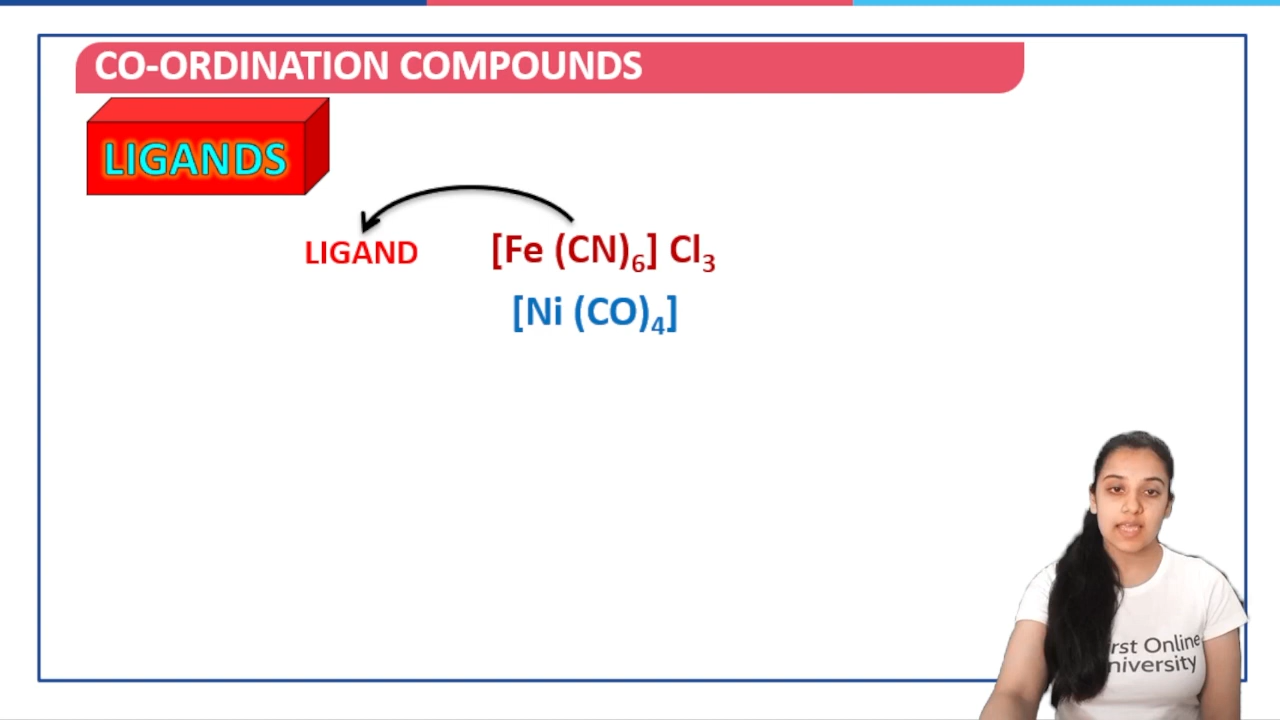 CO-ORDINATION COMPOUNDS
LIGANDS
LIGAND [Fe (CN)₆] Cl₃
[Ni (CO)₄]
rst Online
niversity